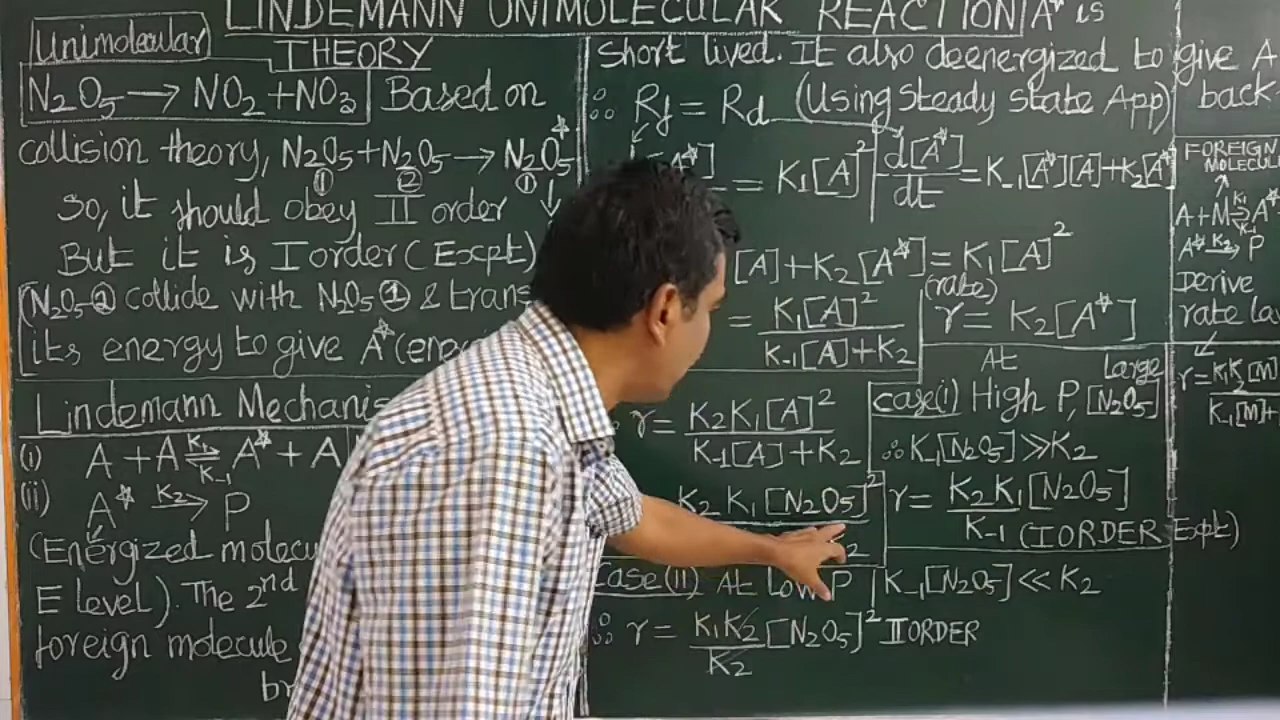 LINDEMANN UNIMOLECULAR REACTION
THEORY
Unimolecular
N₂O₅ → NO₂ + NO₃ Based on
collision theory, N₂O₅ + N₂O₅ → N₂O₅*
① ② ①
So, it should obey II order
But it is I order (Expt)
(N₂O₅-② collide with N₂O₅ ① & trans
its energy to give A*(ene
Lindemann Mechanis
(i) A + A ⇌ A* + A
K₁
K₋₁
(ii) A* K₂→ P
(Energized molecu
E level). The 2nd
foreign molecule
A* is
short lived. It also deenergized to give A
back
∴ Rf = Rd (Using Steady State App)
A*] = K₁[A]² d[A*]/dt = K₋₁[A*][A]+K₂[A*]
[A]+K₂[A*]=K₁[A]²
= K₁[A]²/K₋₁[A]+K₂
(rate)
r = K₂[A*]
r = K₂K₁[A]²/K₋₁[A]+K₂
K₂K₁[N₂O₅]²
₂
case(i) At High P, large [N₂O₅]
∴ K₋₁[N₂O₅]≫K₂
r = K₂K₁[N₂O₅]/K₋₁ (I ORDER Expt)
Case(II) At Low P K₋₁[N₂O₅] ≪ K₂
∴ r = K₁K₂/K₂ [N₂O₅]² II ORDER
FOREIGN
MOLECUL
A+M ⇌ A*
K₁
K₋₁
A* K₂→ P
Derive
rate la
r = K₁K₂[M]
K₋₁[M]+